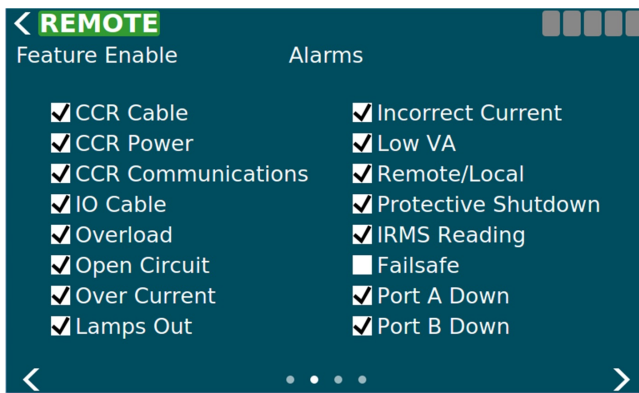 REMOTE
Feature Enable
Alarms
CCR Cable
CCR Power
CCR Communications
IO Cable
Overload
Open Circuit
Over Current
Lamps Out
Incorrect Current
Low VA
Remote/Local
Protective Shutdown
IRMS Reading
Failsafe
Port A Down
Port B Down